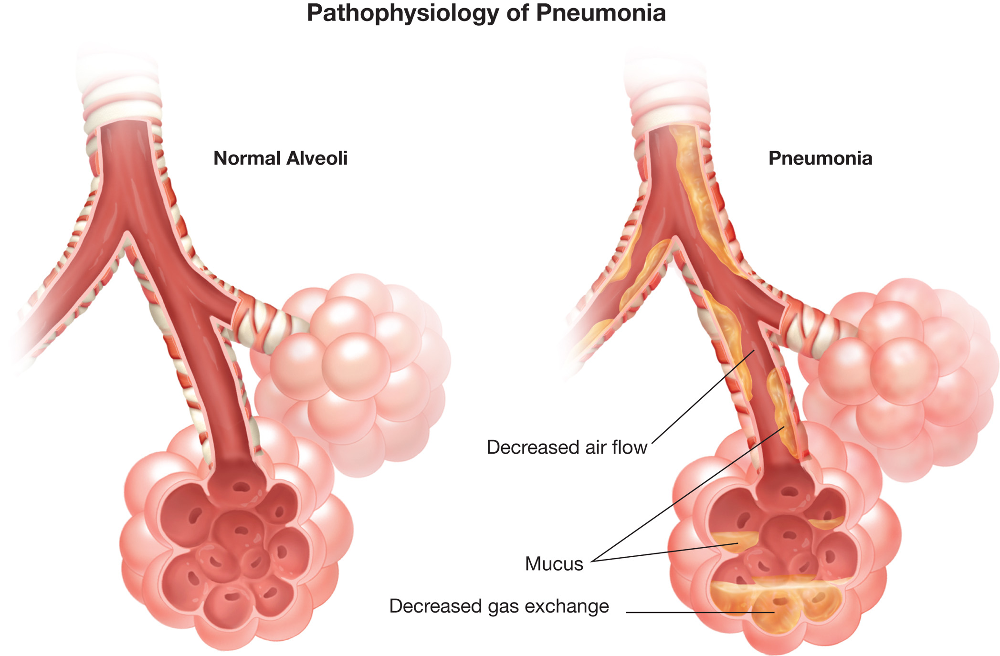 Pathophysiology of Pneumonia
Normal Alveoli
Pneumonia
Decreased air flow
Mucus
Decreased gas exchange